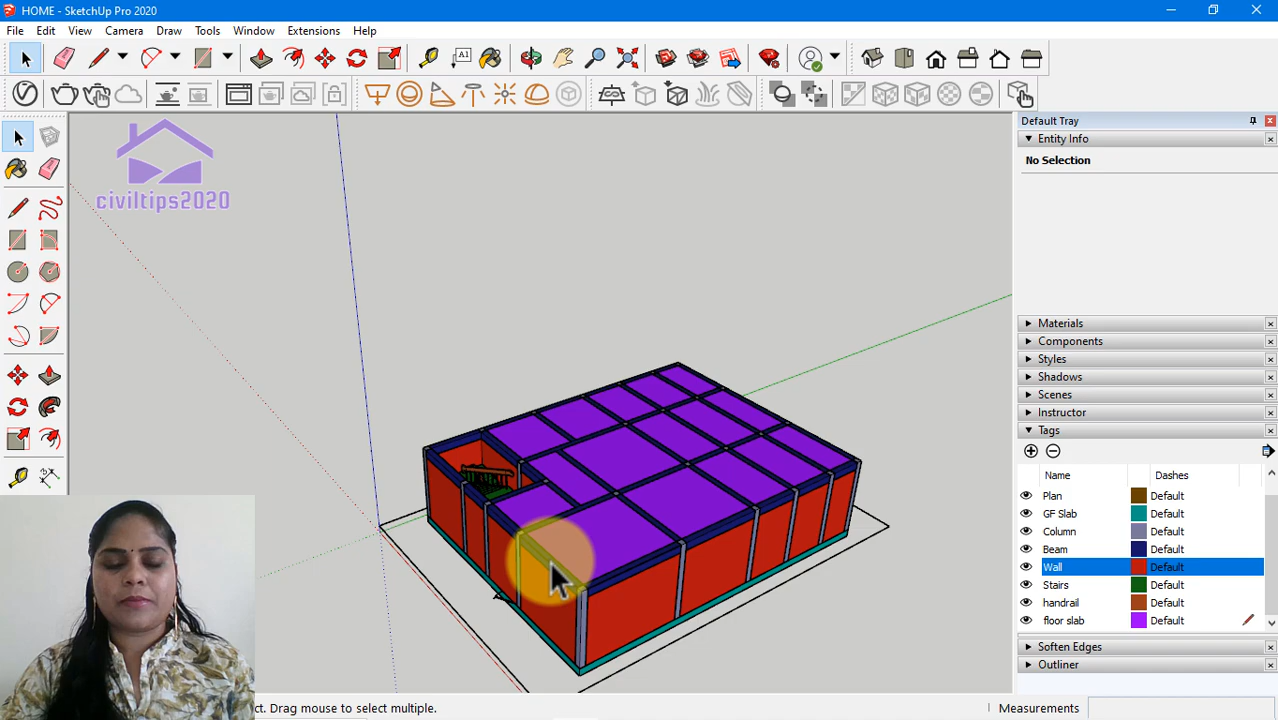 HOME - SketchUp Pro 2020
File Edit View Camera Draw Tools Window Extensions Help
A1
civiltips2020
Default Tray
Entity Info
No Selection
Materials
Components
Styles
Shadows
Scenes
Instructor
Tags
Name Dashes
Plan Default
GF Slab Default
Column Default
Beam Default
Wall Default
Stairs Default
handrail Default
floor slab Default
Soften Edges
Outliner
ct. Drag mouse to select multiple.
Measurements